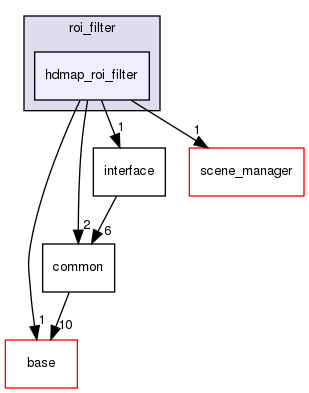 roi_filter
hdmap_roi_filter
1
1
interface
scene_manager
2
6
common
1
10
base